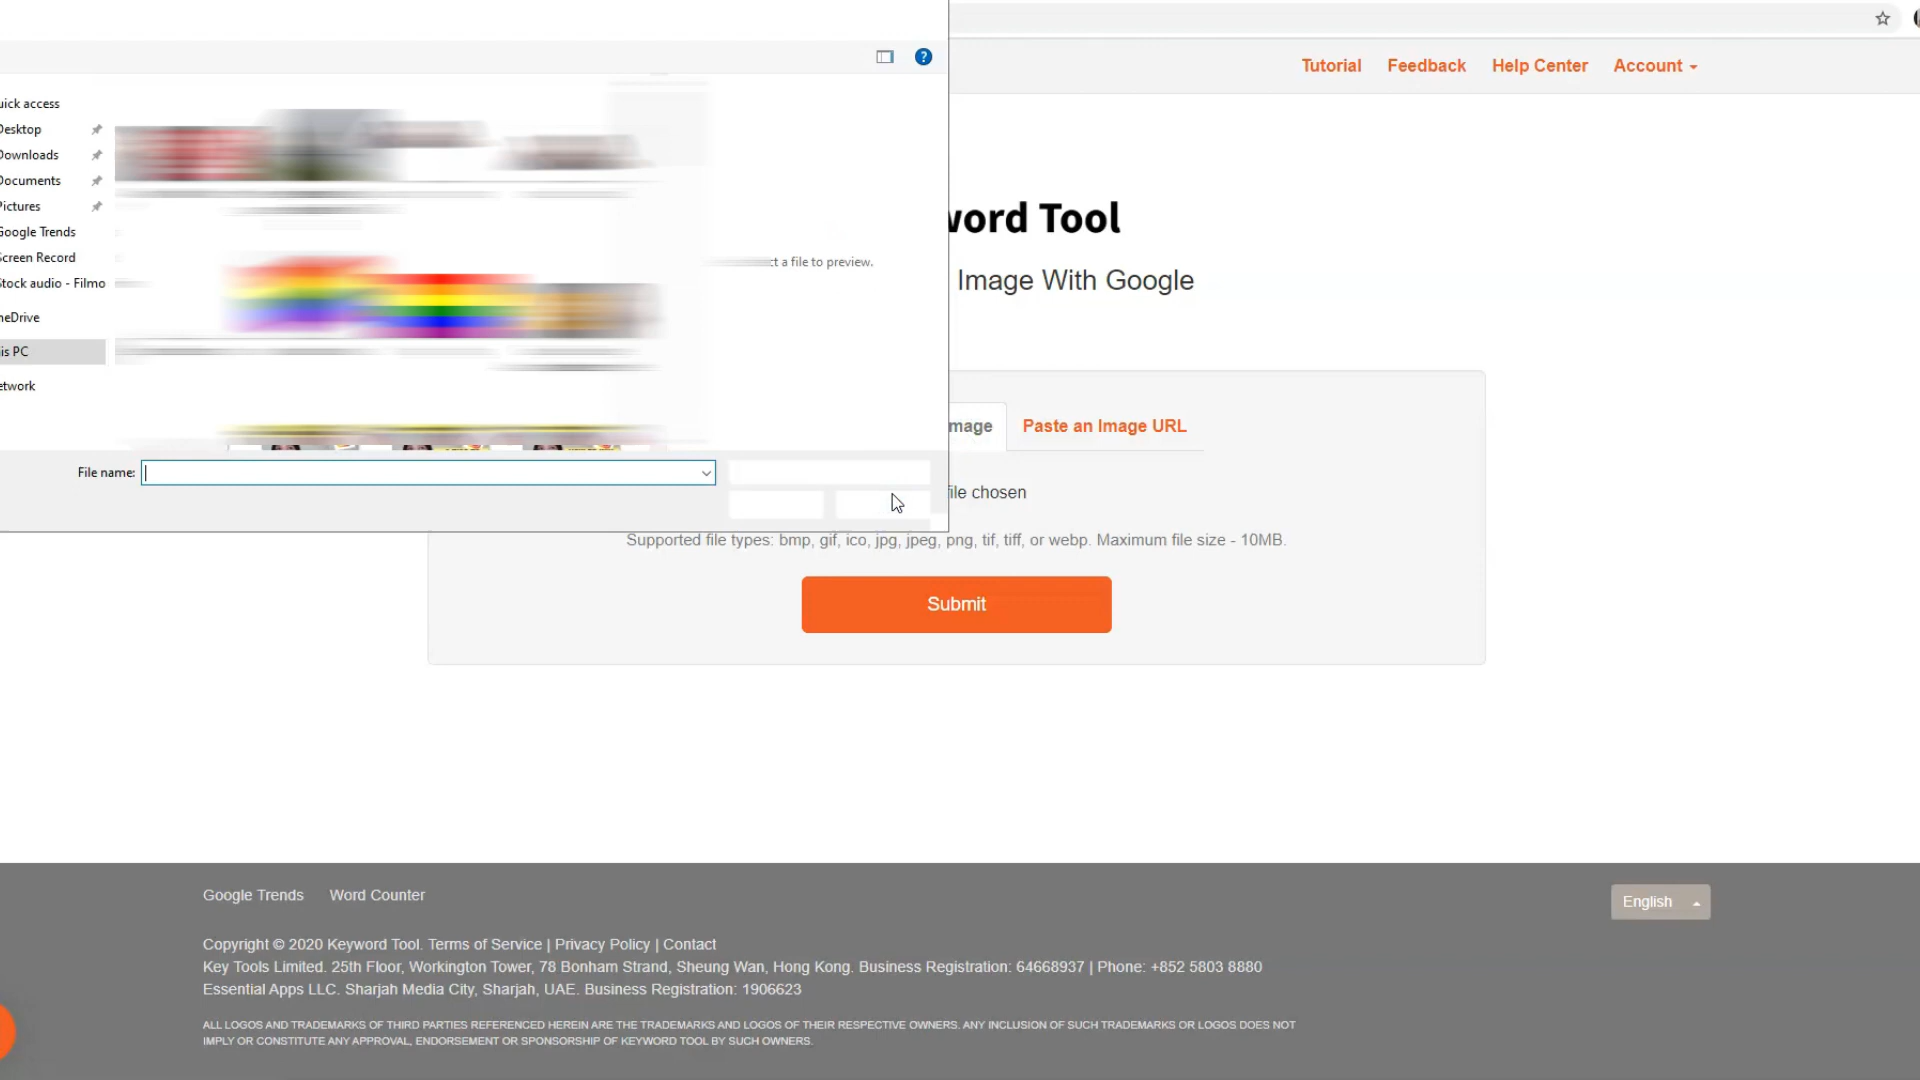 Tutorial Feedback Help Center Account
uick access
Desktop
Downloads
Documents
Pictures
Google Trends
Screen Record
Stock audio - Filmo
neDrive
is PC
etwork
ct a file to preview.
File name:
word Tool
Image With Google
mage Paste an Image URL
file chosen
Supported file types: bmp, gif, ico, jpg, jpeg, png, tif, tiff, or webp. Maximum file size - 10MB.
Submit
Google Trends Word Counter
English
Copyright © 2020 Keyword Tool. Terms of Service | Privacy Policy | Contact
Key Tools Limited. 25th Floor, Workington Tower, 78 Bonham Strand, Sheung Wan, Hong Kong. Business Registration: 64668937 | Phone: +852 5803 8880
Essential Apps LLC. Sharjah Media City, Sharjah, UAE. Business Registration: 1906623
ALL LOGOS AND TRADEMARKS OF THIRD PARTIES REFERENCED HEREIN ARE THE TRADEMARKS AND LOGOS OF THEIR RESPECTIVE OWNERS. ANY INCLUSION OF SUCH TRADEMARKS OR LOGOS DOES NOT
IMPLY OR CONSTITUTE ANY APPROVAL, ENDORSEMENT OR SPONSORSHIP OF KEYWORD TOOL BY SUCH OWNERS.